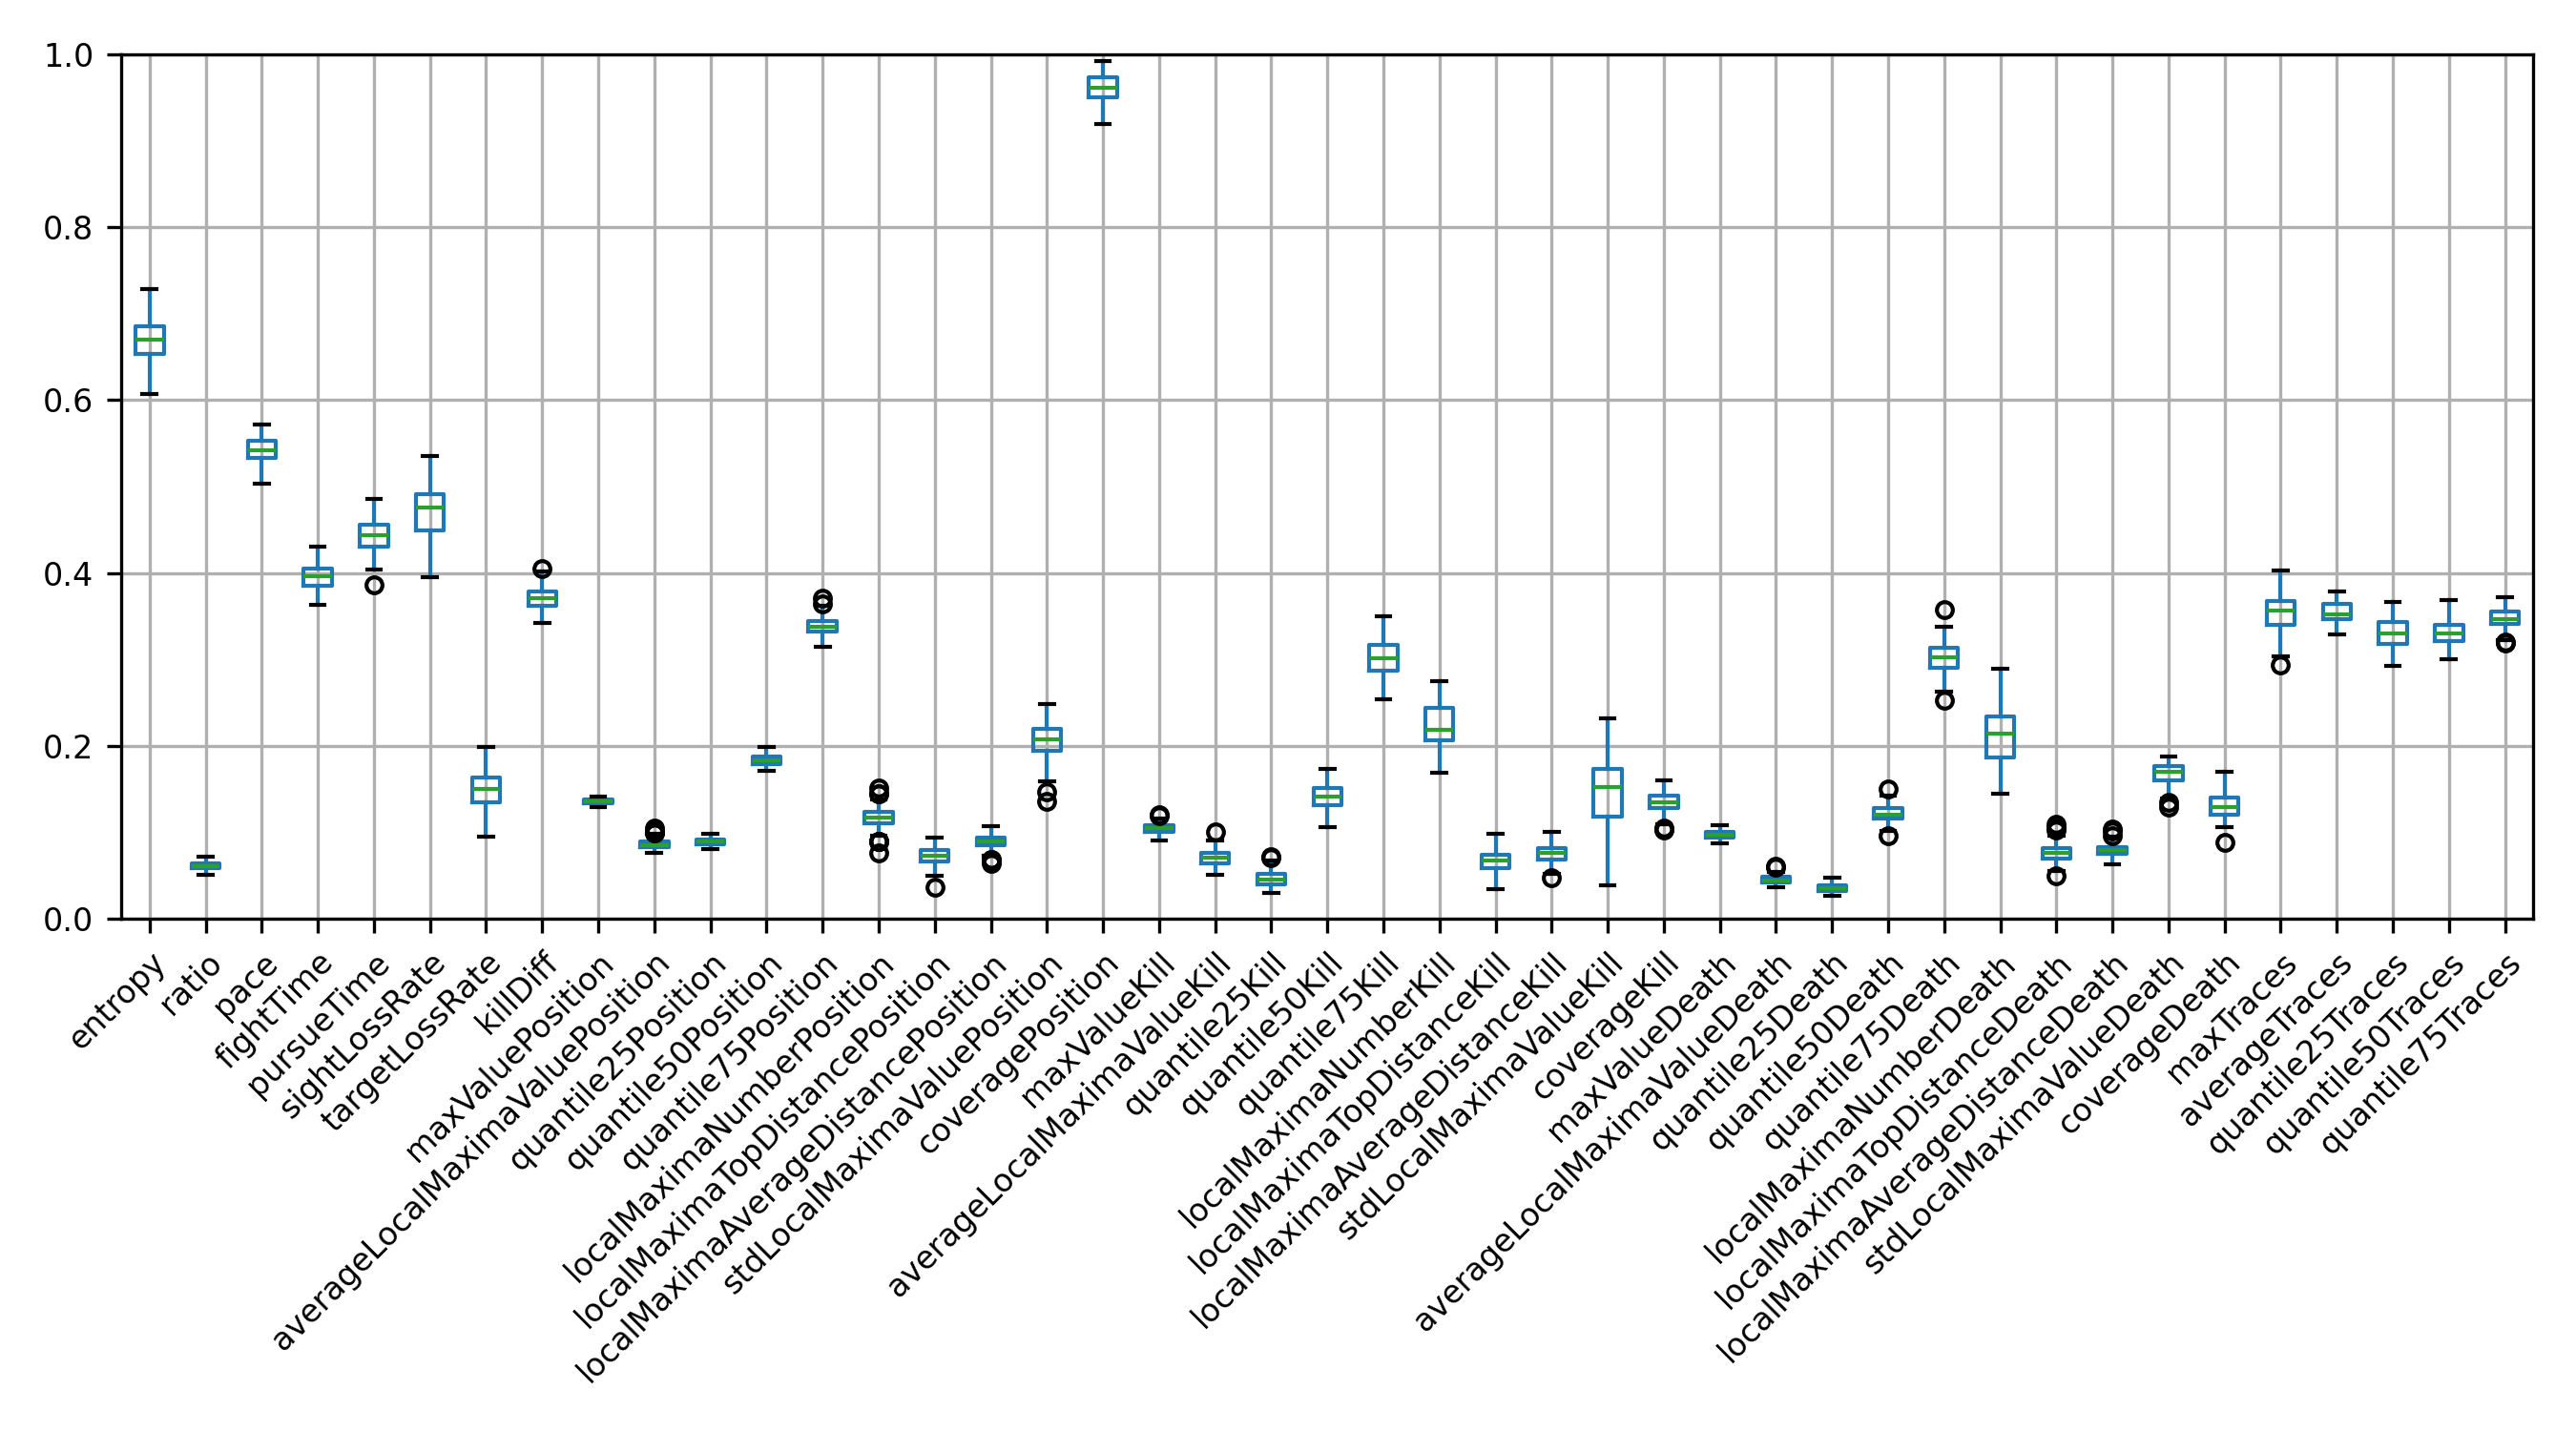 1.0
0.8
0.6
0.4
0.2
0.0
entropy
ratio
pace
fightTime
pursueTime
sightLossRate
targetLossRate
killDiff
maxValuePosition
averageLocalMaximaValuePosition
quantile25Position
quantile50Position
quantile75Position
localMaximaNumberPosition
localMaximaTopDistancePosition
localMaximaAverageDistancePosition
stdLocalMaximaValuePosition
coveragePosition
maxValueKill
averageLocalMaximaValueKill
quantile25Kill
quantile50Kill
quantile75Kill
localMaximaNumberKill
localMaximaTopDistanceKill
localMaximaAverageDistanceKill
stdLocalMaximaValueKill
coverageKill
maxValueDeath
averageLocalMaximaValueDeath
quantile25Death
quantile50Death
quantile75Death
localMaximaNumberDeath
localMaximaTopDistanceDeath
localMaximaAverageDistanceDeath
stdLocalMaximaValueDeath
coverageDeath
maxTraces
averageTraces
quantile25Traces
quantile50Traces
quantile75Traces